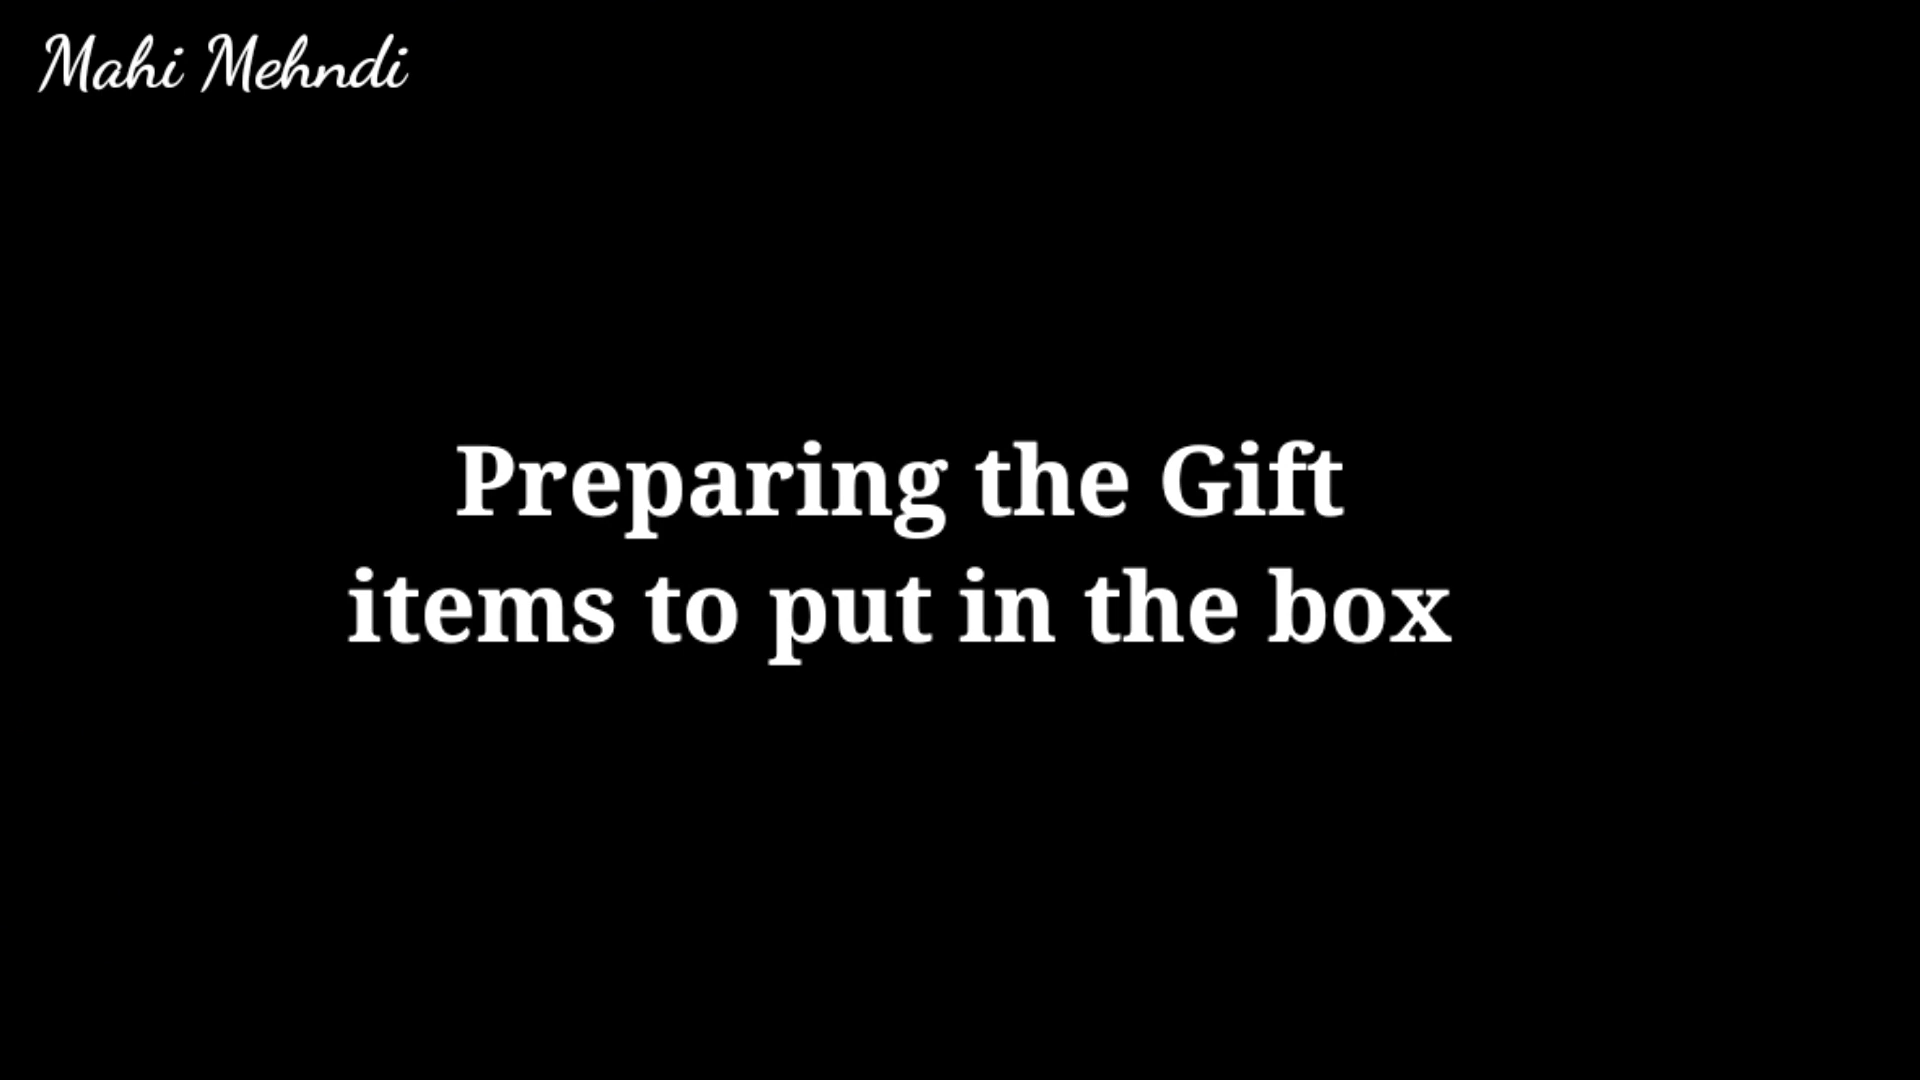 Mahi Mehndi
Preparing the Gift
items to put in the box